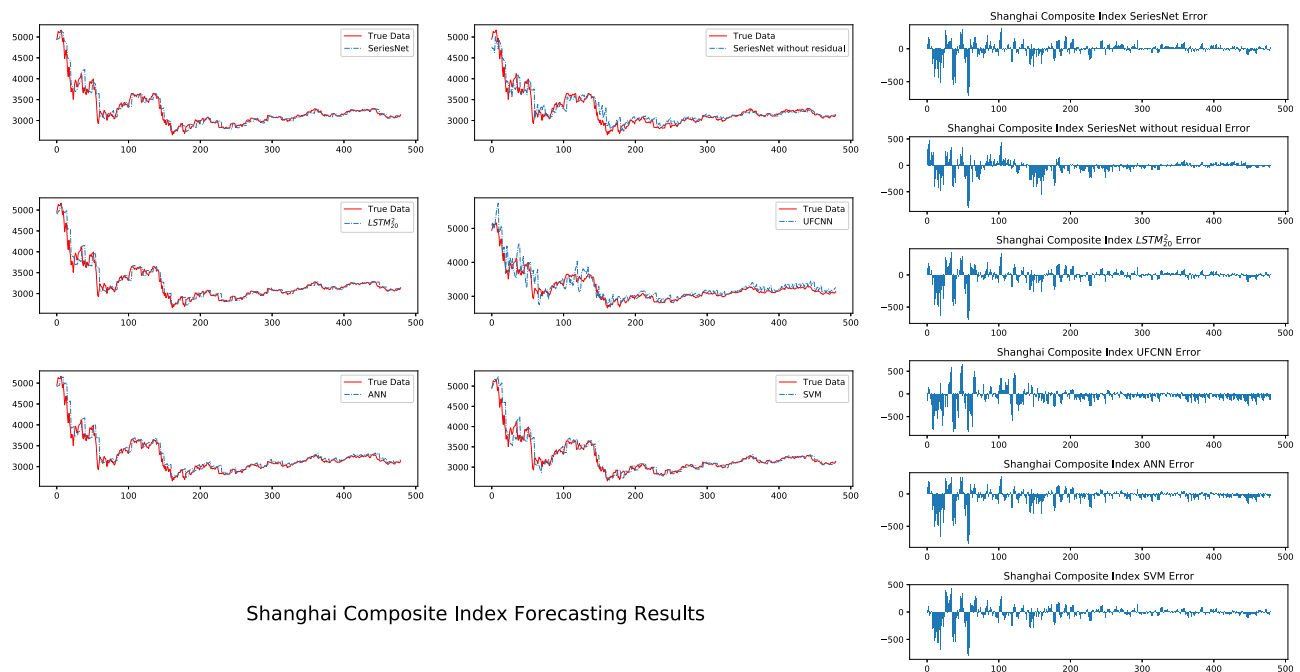 True Data
SeriesNet
5000
4500
4000
3500
3000
0 100 200 300 400 500
True Data
SeriesNet without residual
5000
4500
4000
3500
3000
0 100 200 300 400 500
True Data
LSTM²₂₀
5000
4500
4000
3500
3000
0 100 200 300 400 500
True Data
UFCNN
5000
4000
3000
0 100 200 300 400 500
True Data
ANN
5000
4500
4000
3500
3000
0 100 200 300 400 500
True Data
SVM
5000
4500
4000
3500
3000
0 100 200 300 400 500
Shanghai Composite Index Forecasting Results
Shanghai Composite Index SeriesNet Error
0
−500
0 100 200 300 400 500
Shanghai Composite Index SeriesNet without residual Error
500
0
−500
0 100 200 300 400 500
Shanghai Composite Index LSTM²₂₀ Error
0
−500
0 100 200 300 400 500
Shanghai Composite Index UFCNN Error
500
0
−500
0 100 200 300 400 500
Shanghai Composite Index ANN Error
0
−500
0 100 200 300 400 500
Shanghai Composite Index SVM Error
500
0
−500
0 100 200 300 400 500